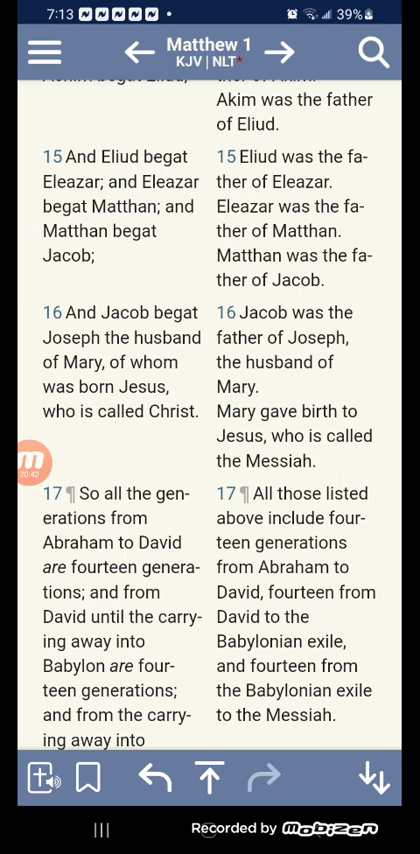 7:13
39%
Matthew 1
KJV | NLT*
ther of Akim.
Akim was the father
of Eliud.
15 And Eliud begat
Eleazar; and Eleazar
begat Matthan; and
Matthan begat
Jacob;
15 Eliud was the fa-
ther of Eleazar.
Eleazar was the fa-
ther of Matthan.
Matthan was the fa-
ther of Jacob.
16 And Jacob begat
Joseph the husband
of Mary, of whom
was born Jesus,
who is called Christ.
16 Jacob was the
father of Joseph,
the husband of
Mary.
Mary gave birth to
Jesus, who is called
the Messiah.
20:42
17 ¶ So all the gen-
erations from
Abraham to David
are fourteen genera-
tions; and from
David until the carry-
ing away into
Babylon are four-
teen generations;
and from the carry-
ing away into
17 ¶ All those listed
above include four-
teen generations
from Abraham to
David, fourteen from
David to the
Babylonian exile,
and fourteen from
the Babylonian exile
to the Messiah.
Recorded by mobizen